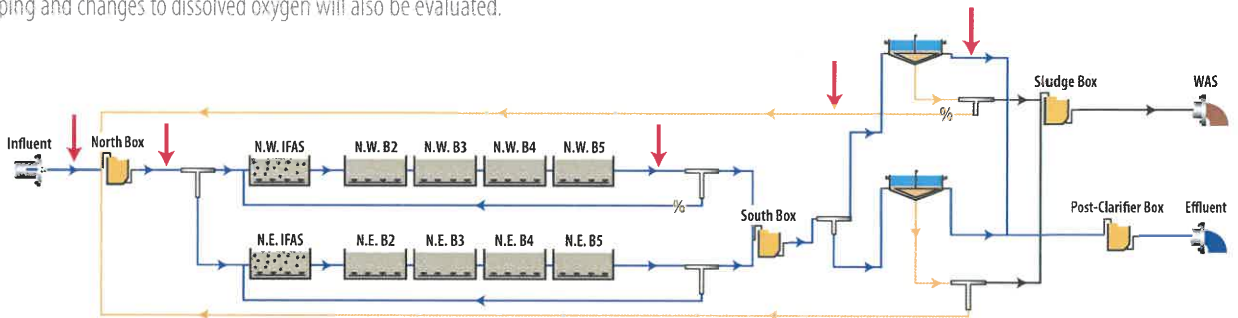 ping and changes to dissolved oxygen will also be evaluated.
Sludge Box
WAS
%
Influent
North Box
N.W. IFAS
N.W. B2
N.W. B3
N.W. B4
N.W. B5
%
South Box
Post-Clarifier Box
Effluent
N.E. IFAS
N.E. B2
N.E. B3
N.E. B4
N.E. B5